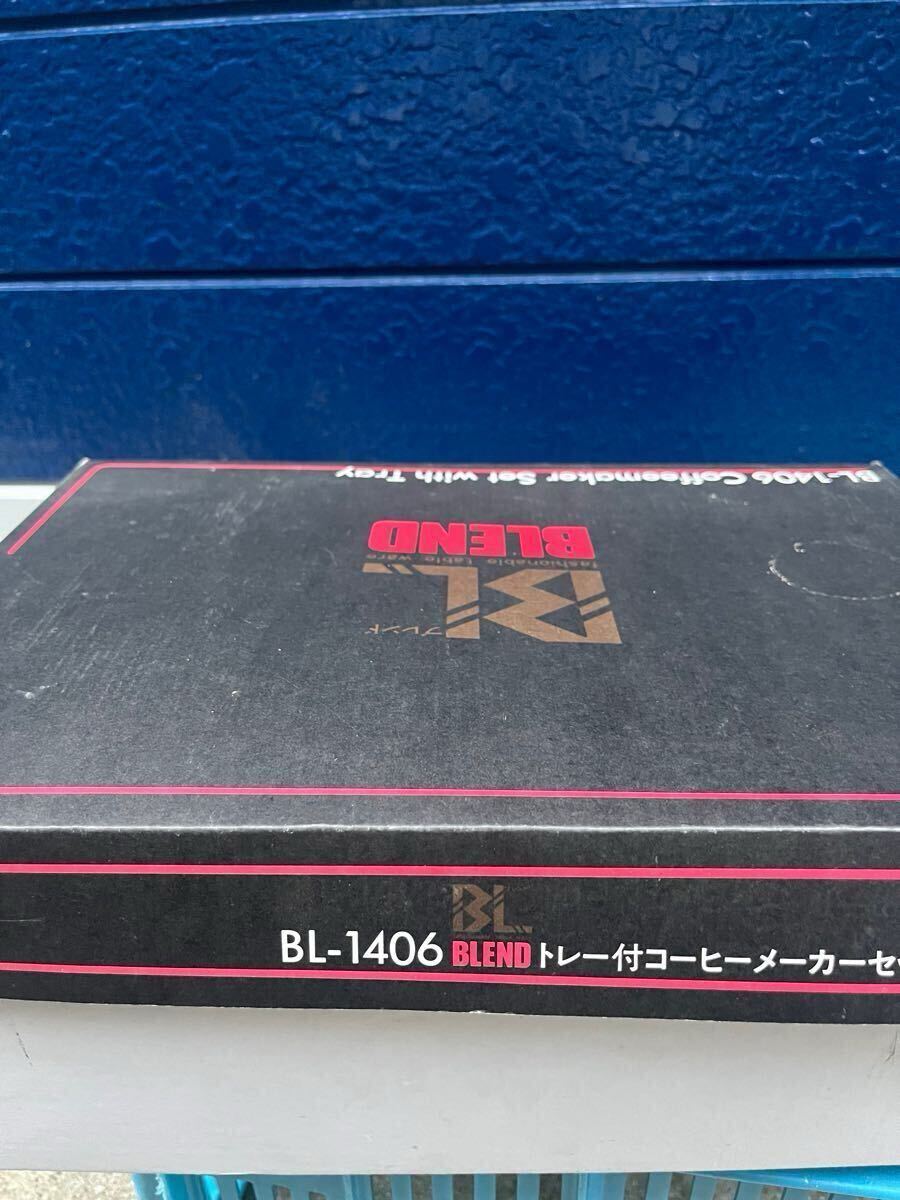 BL-1406 Coffeemaker Set with Tray
BLEND
fashionable table ware
BL
ブレンド
BL
BL-1406 BLEND トレー付コーヒーメーカーセッ